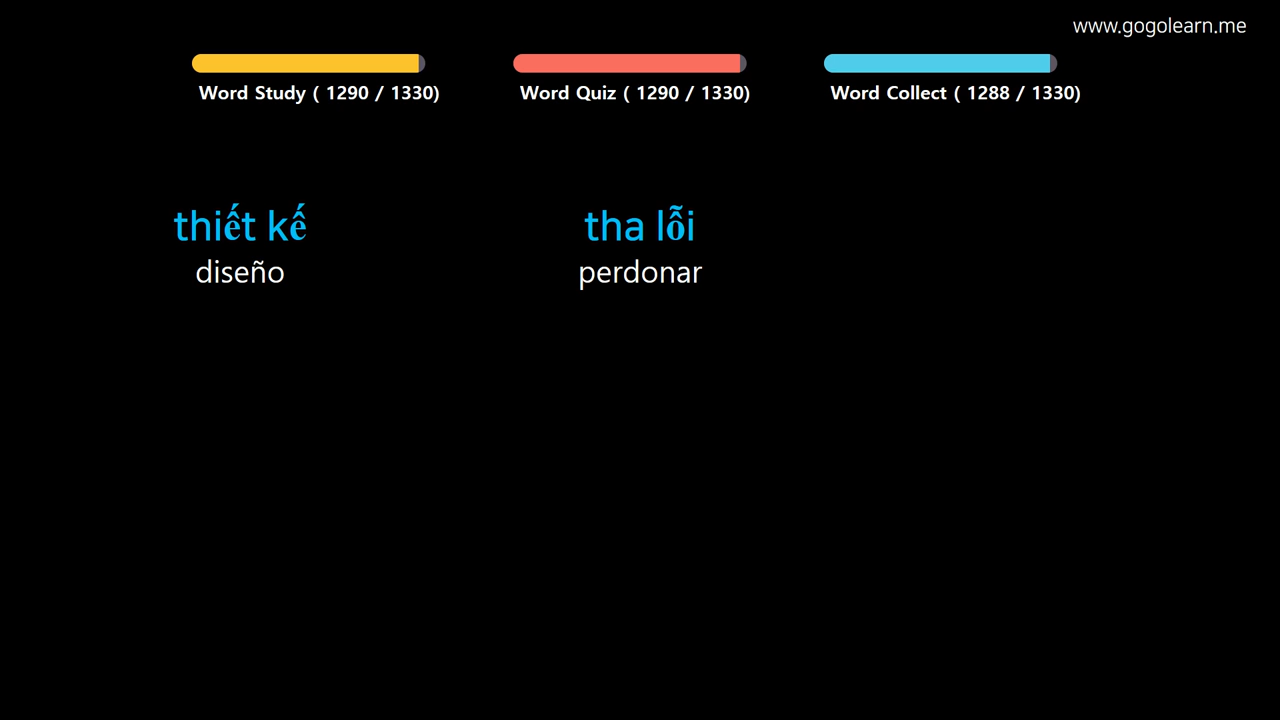 www.gogolearn.me
Word Study ( 1290 / 1330)
Word Quiz ( 1290 / 1330)
Word Collect ( 1288 / 1330)
thiết kế
diseño
tha lỗi
perdonar